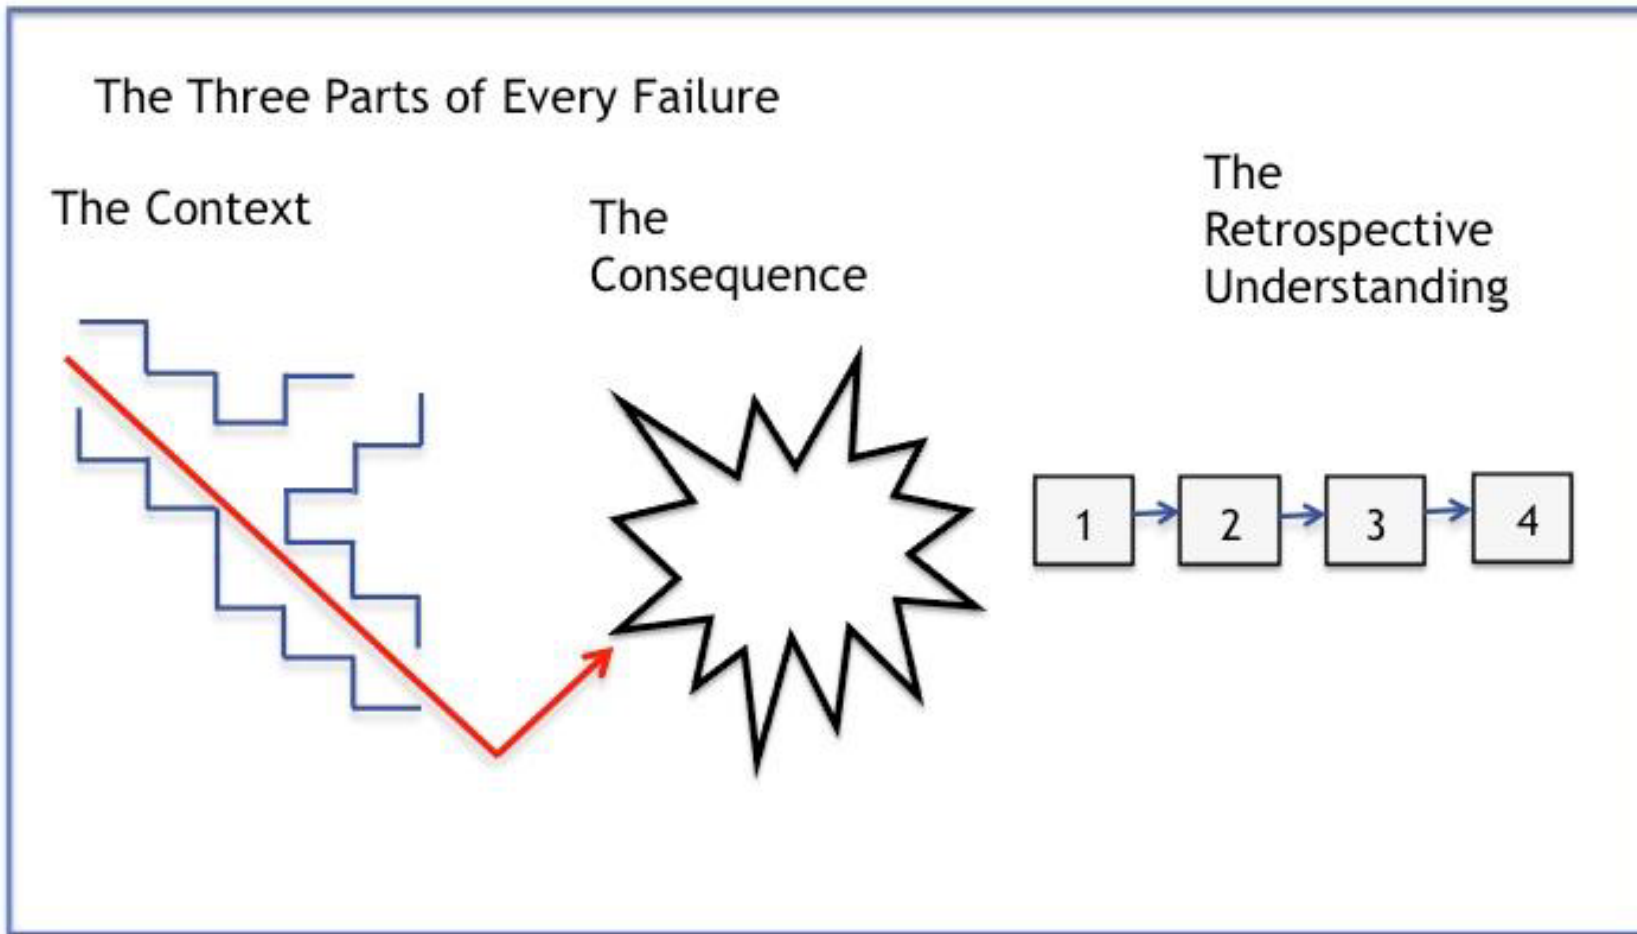 The Three Parts of Every Failure
The Context
The
Consequence
The
Retrospective
Understanding
1
2
3
4